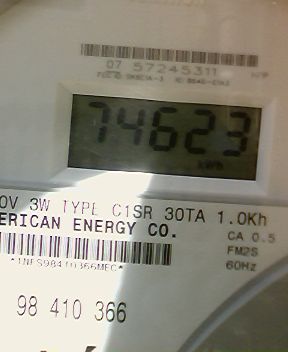 07 57245311
74623
kWh
0V 3W TYPE C1SR 30TA 1.0Kh
ERICAN ENERGY CO. CA 0.5
FM2S
*1NES98410366MEC* 60Hz
98 410 366